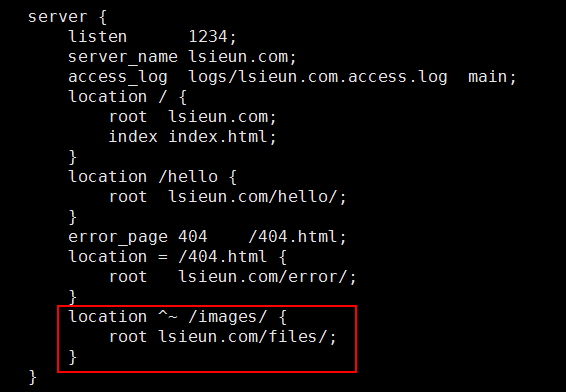 server {
    listen      1234;
    server_name lsieun.com;
    access_log  logs/lsieun.com.access.log  main;
    location / {
        root  lsieun.com;
        index index.html;
    }
    location /hello {
        root  lsieun.com/hello/;
    }
    error_page 404    /404.html;
    location = /404.html {
        root   lsieun.com/error/;
    }
    location ^~ /images/ {
        root lsieun.com/files/;
    }
}